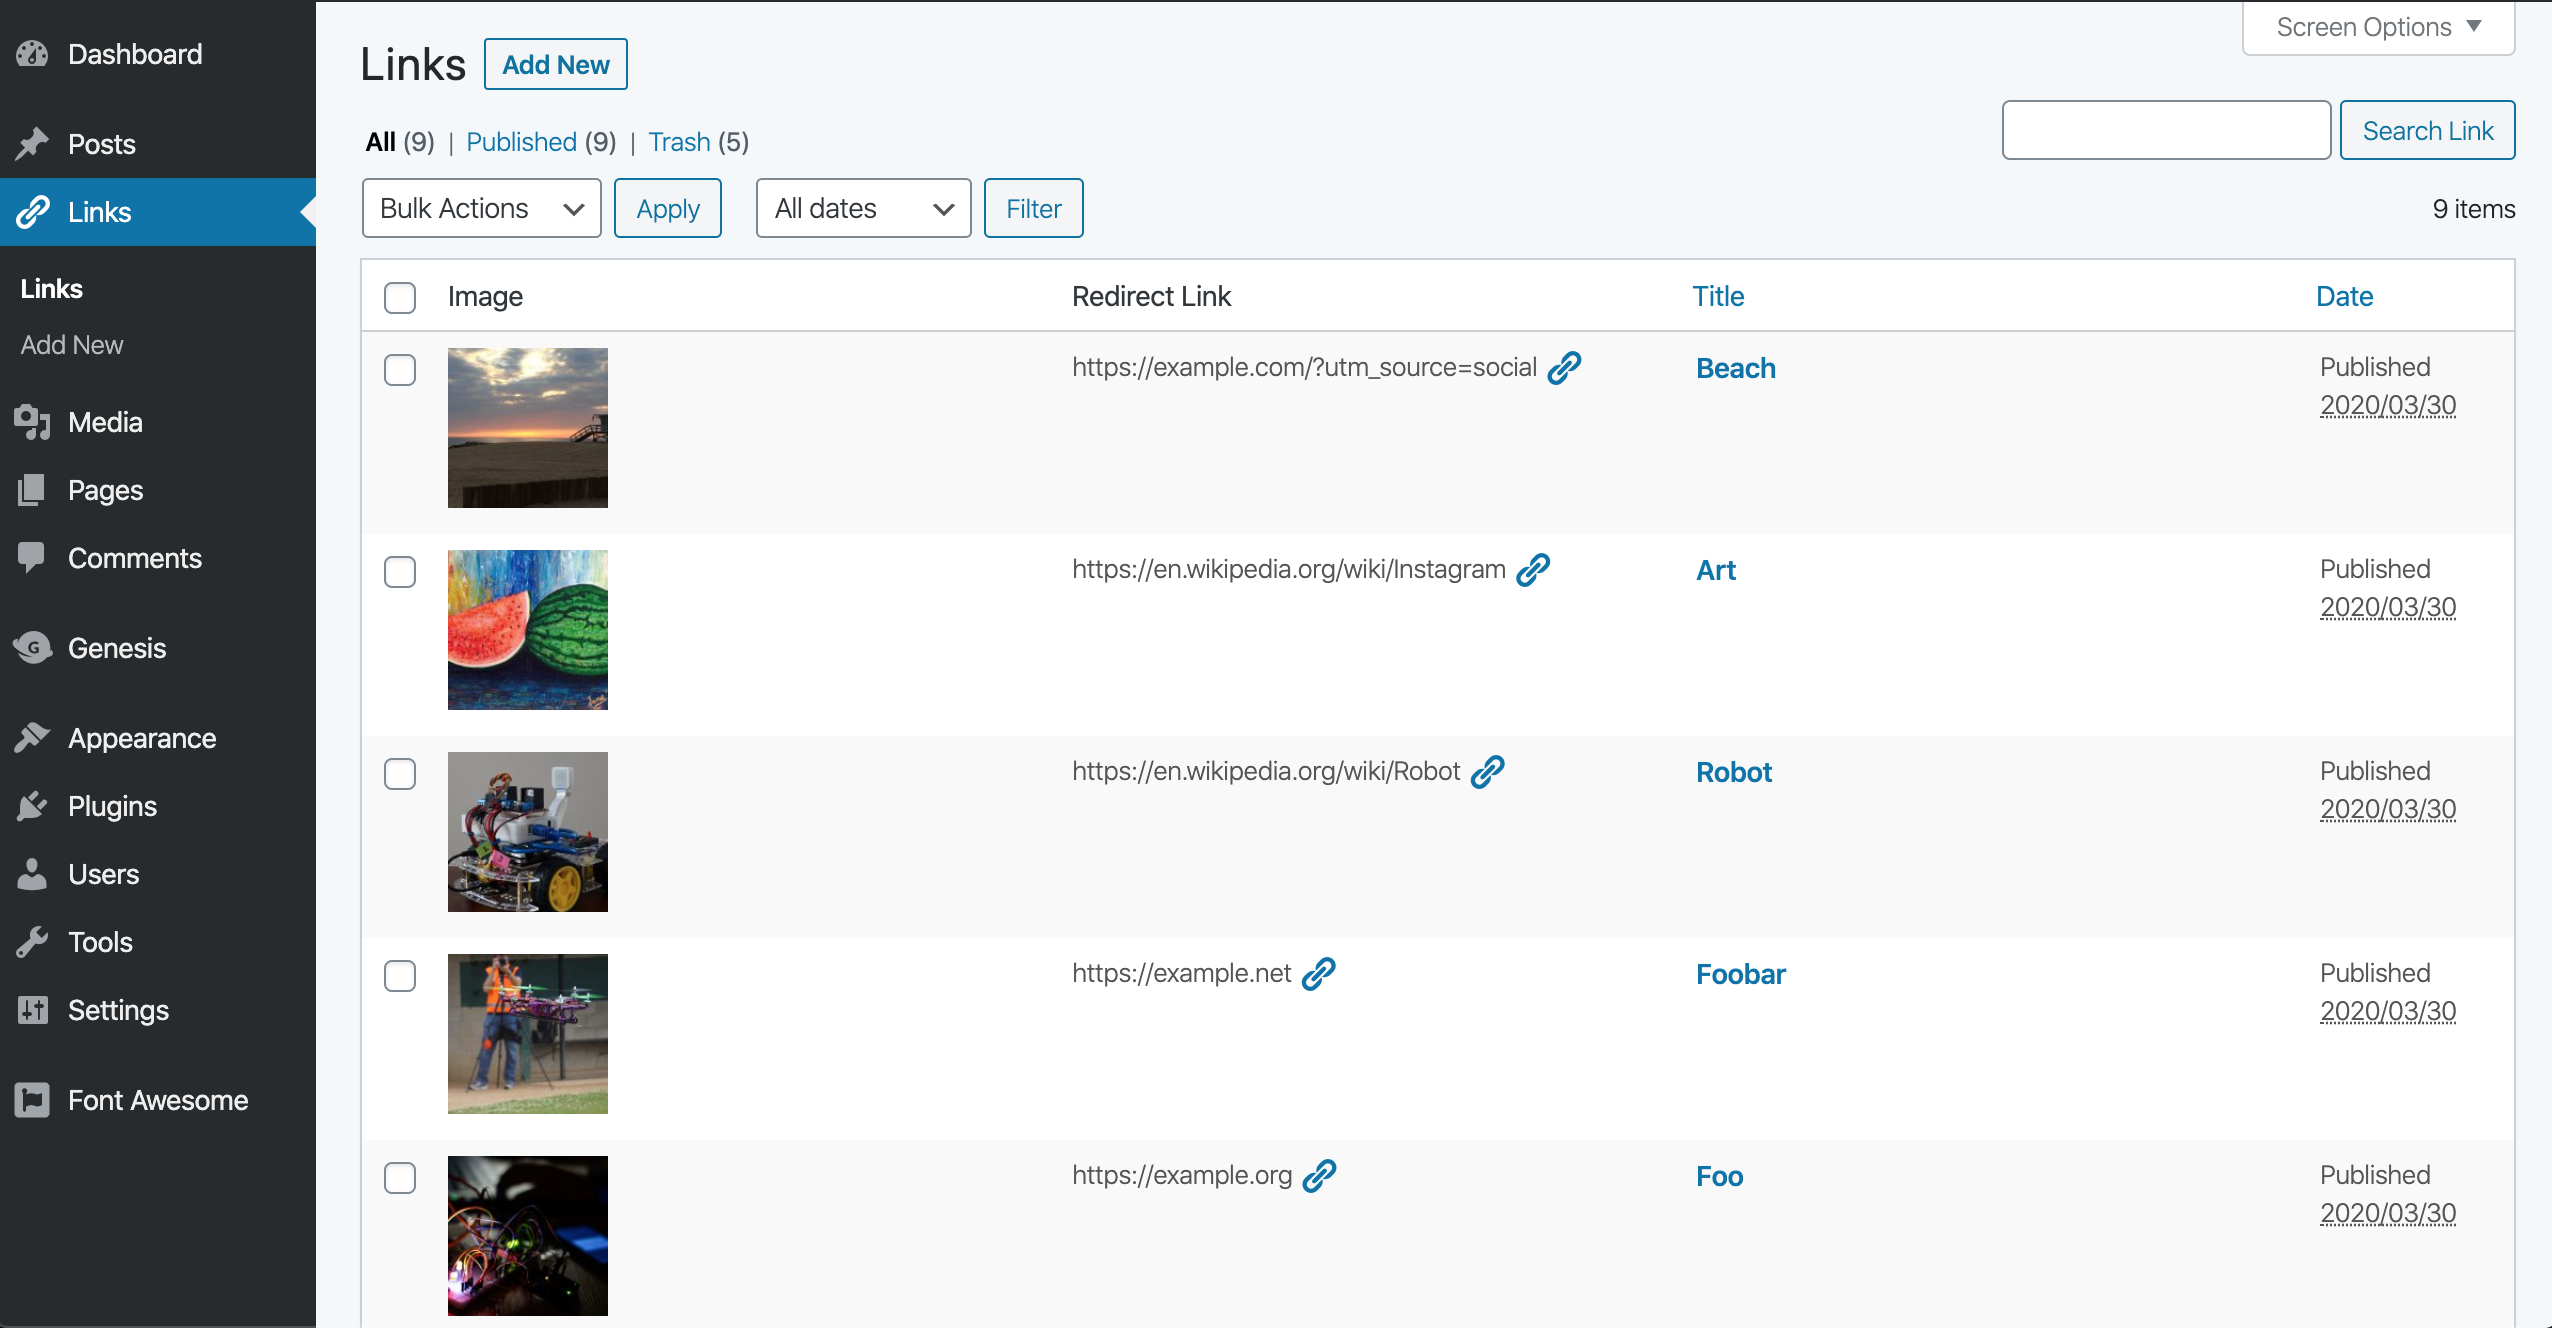 Dashboard
Posts
Links
Links
Add New
Media
Pages
Comments
Genesis
Appearance
Plugins
Users
Tools
Settings
Font Awesome
Screen Options
Links Add New
All (9) | Published (9) | Trash (5)
Search Link
Bulk Actions Apply All dates Filter 9 items
Image Redirect Link Title Date
https://example.com/?utm_source=social Beach Published
2020/03/30
https://en.wikipedia.org/wiki/Instagram Art Published
2020/03/30
https://en.wikipedia.org/wiki/Robot Robot Published
2020/03/30
https://example.net Foobar Published
2020/03/30
https://example.org Foo Published
2020/03/30